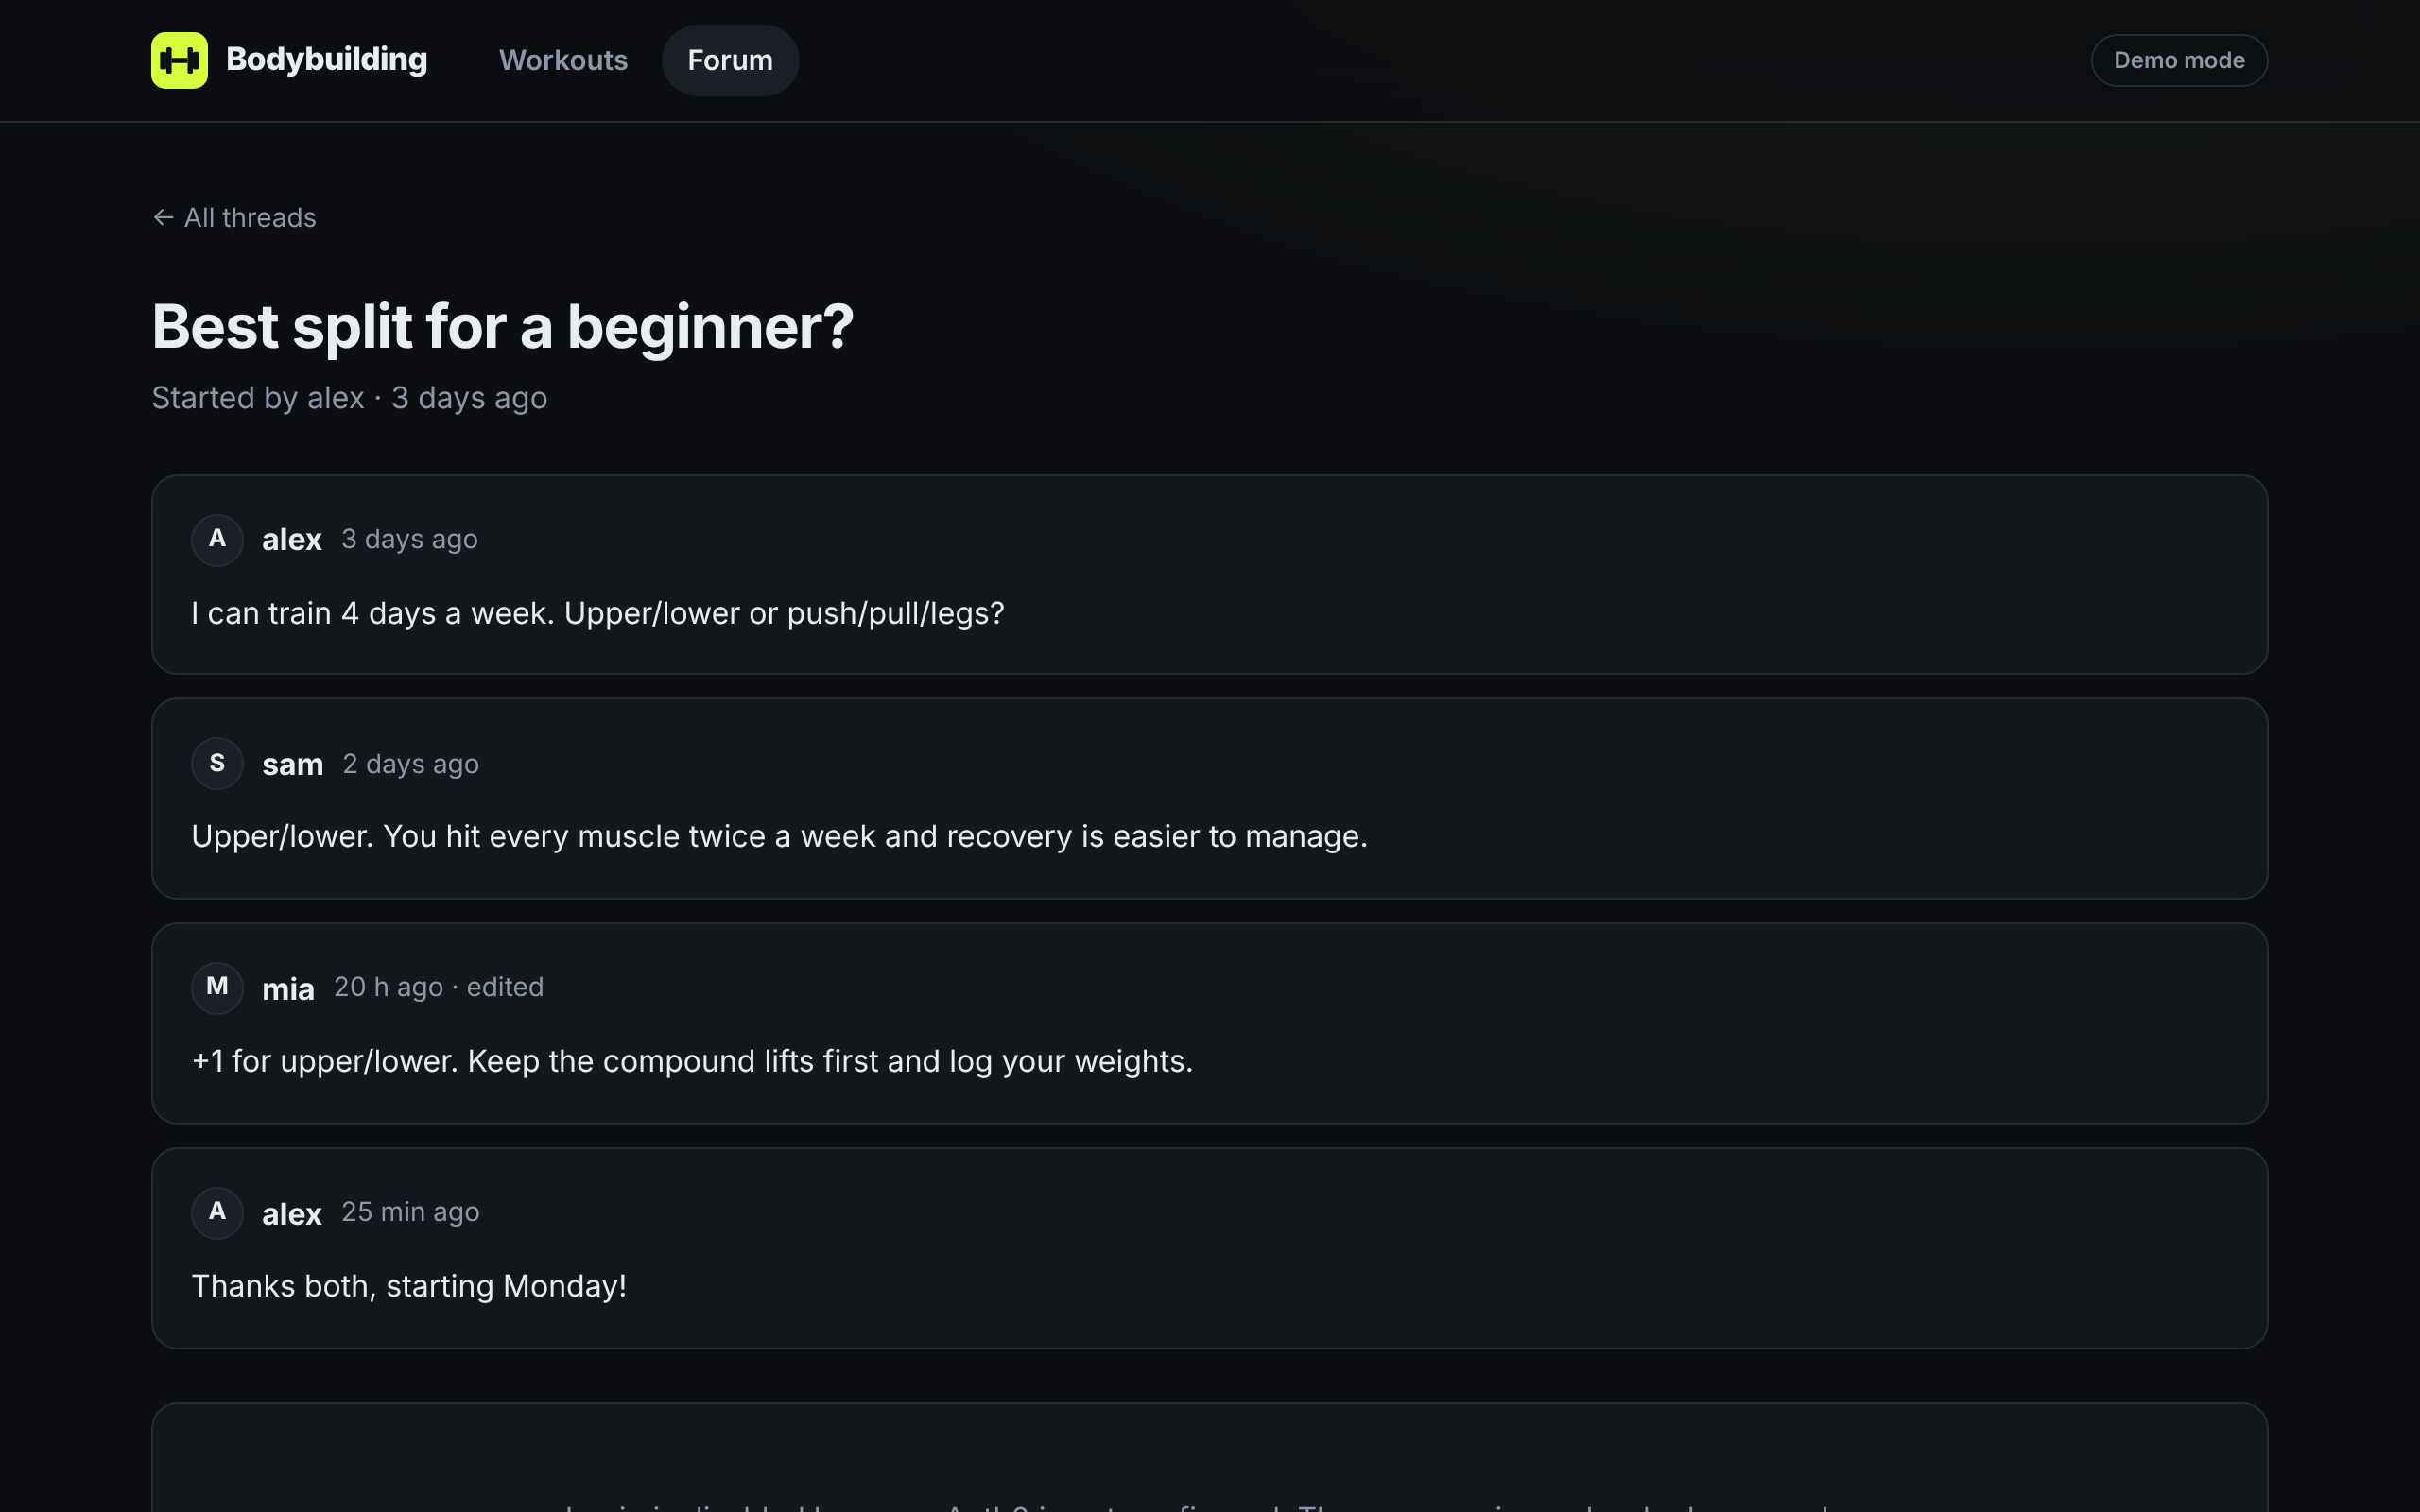 Bodybuilding Workouts Forum Demo mode
← All threads
Best split for a beginner?
Started by alex · 3 days ago
A alex 3 days ago
I can train 4 days a week. Upper/lower or push/pull/legs?
S sam 2 days ago
Upper/lower. You hit every muscle twice a week and recovery is easier to manage.
M mia 20 h ago · edited
+1 for upper/lower. Keep the compound lifts first and log your weights.
A alex 25 min ago
Thanks both, starting Monday!